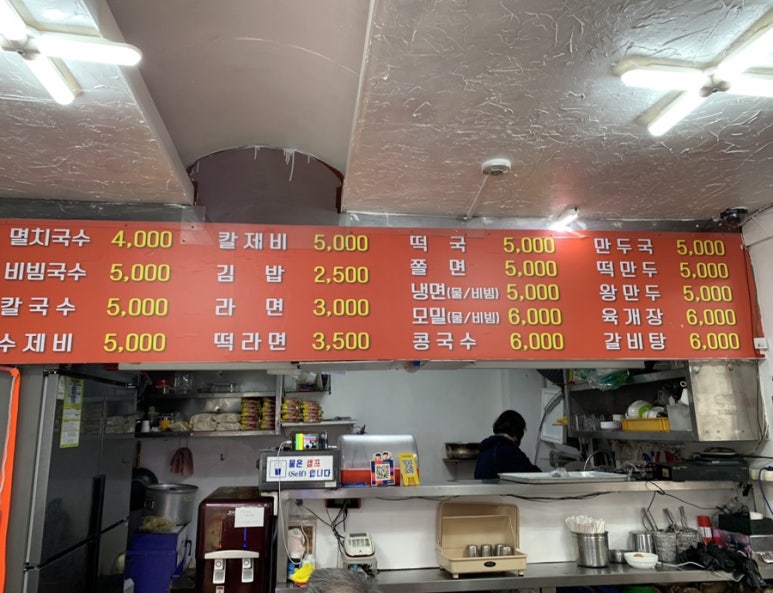 멸치국수 4,000
비빔국수 5,000
칼국수 5,000
수제비 5,000
칼제비 5,000
김밥 2,500
라면 3,000
떡라면 3,500
떡국 5,000
쫄면 5,000
냉면(물/비빔) 5,000
모밀(물/비빔) 6,000
콩국수 6,000
만두국 5,000
떡만두 5,000
왕만두 5,000
육개장 6,000
갈비탕 6,000
물은 셀프
(Self) 입니다